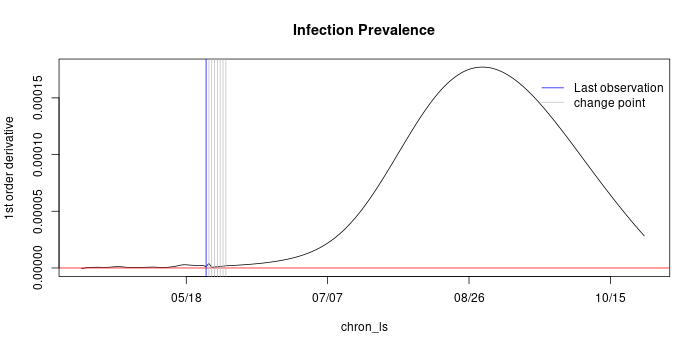 Infection Prevalence
1st order derivative
0.00015
0.00010
0.00005
0.00000
Last observation
change point
05/18 07/07 08/26 10/15
chron_ls